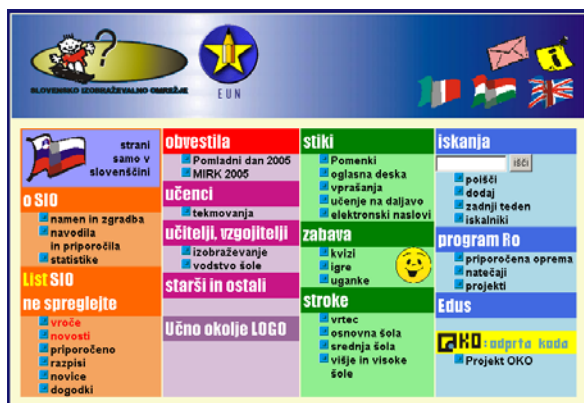 ?
SLOVENSKO IZOBRAŽEVALNO OMREŽJE
EUN
i
strani
samo v
slovenščini
o SIO
namen in zgradba
navodila
in priporočila
statistike
List SIO
ne spreglejte
vroče
novosti
priporočeno
razpisi
novice
dogodki
obvestila
Pomladni dan 2005
MIRK 2005
učenci
tekmovanja
učitelji, vzgojitelji
izobraževanje
vodstvo šole
starši in ostali
Učno okolje LOGO
stiki
Pomenki
oglasna deska
vprašanja
učenje na daljavo
elektronski naslovi
zabava
kvizi
igre
uganke
stroke
vrtec
osnovna šola
srednja šola
višje in visoke
šole
iskanja
išči
poišči
dodaj
zadnji teden
iskalniki
program Ro
priporočena oprema
natečaji
projekti
Edus
OKO:odprta koda
Projekt OKO